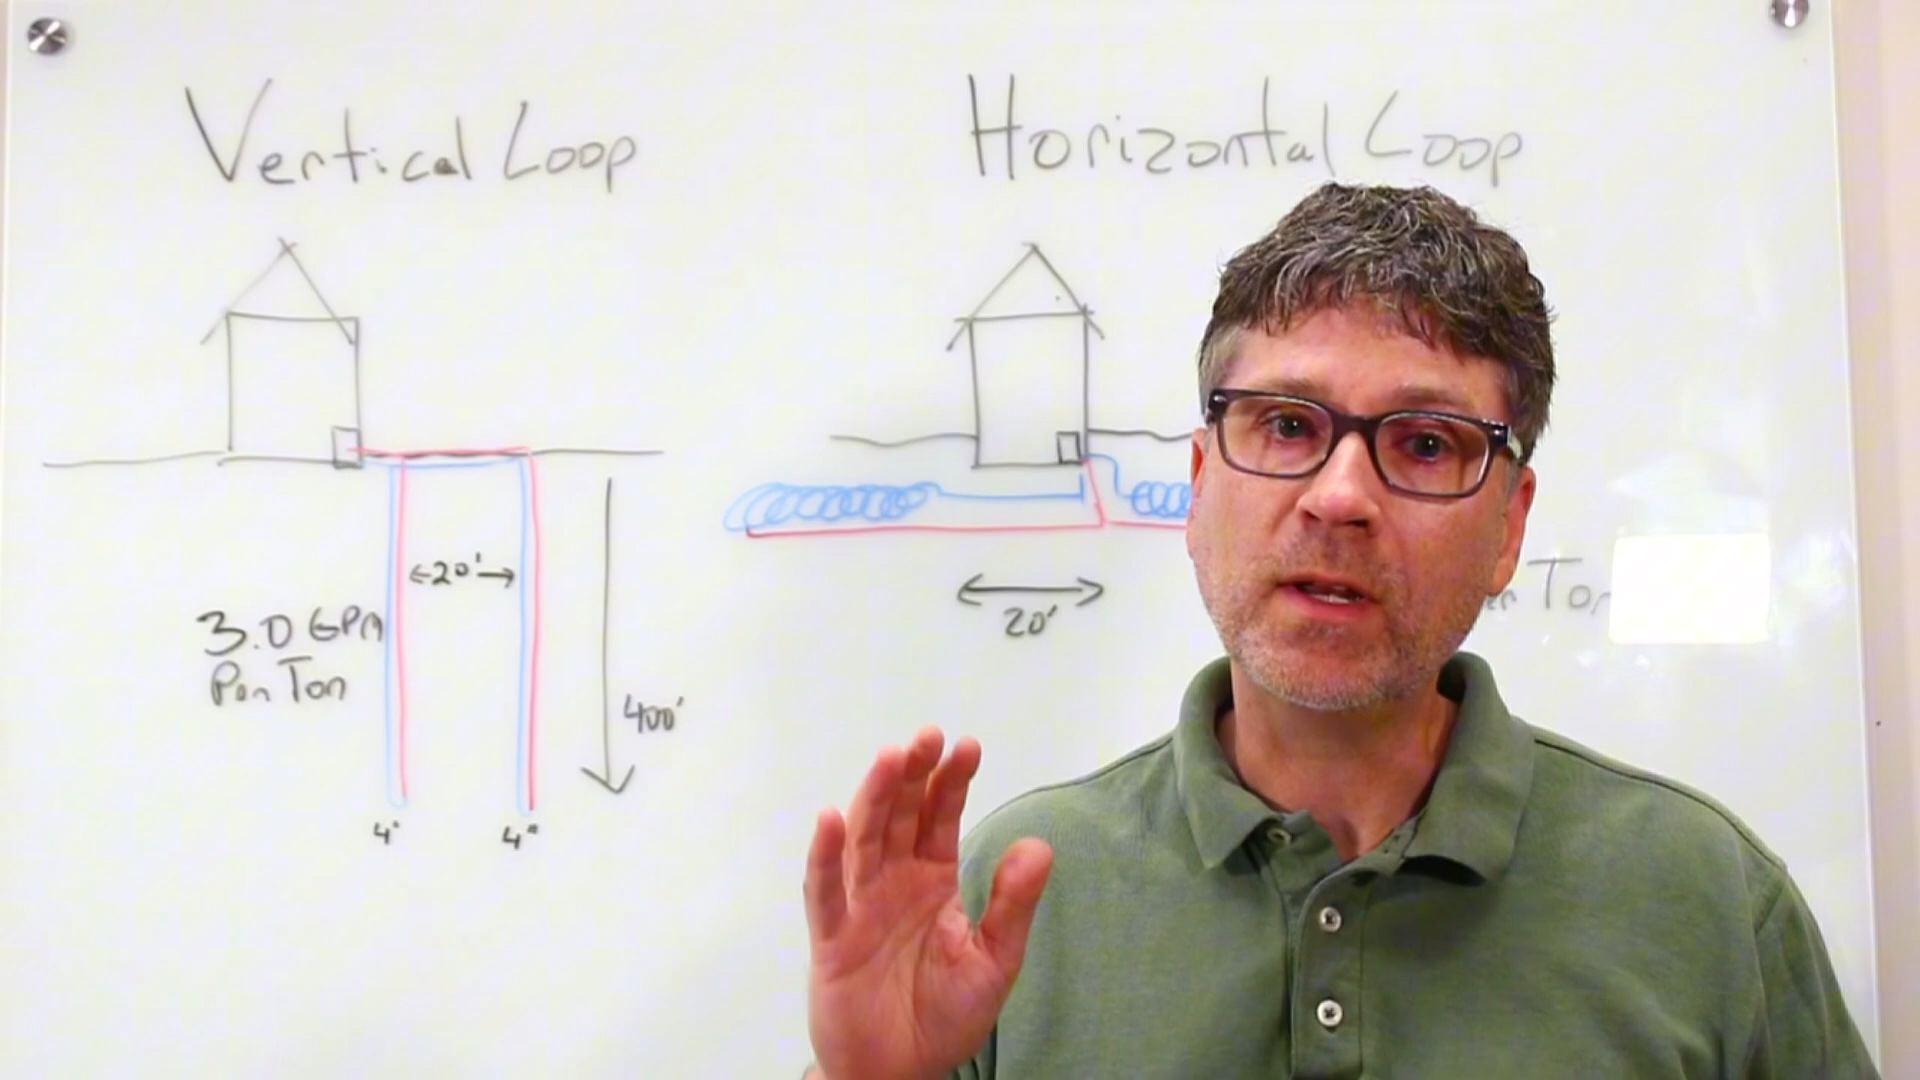 Vertical Loop
Horizontal Loop
←20'→
3.0 GPM
Per Ton
400'
4"
4"
20'
Ton